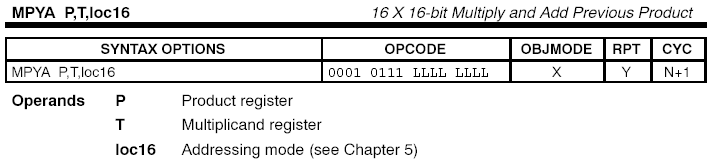 MPYA P,T,loc16 16 X 16-bit Multiply and Add Previous Product
SYNTAX OPTIONS OPCODE OBJMODE RPT CYC
MPYA P,T,loc16 0001 0111 LLLL LLLL X Y N+1
Operands P Product register
T Multiplicand register
loc16 Addressing mode (see Chapter 5)